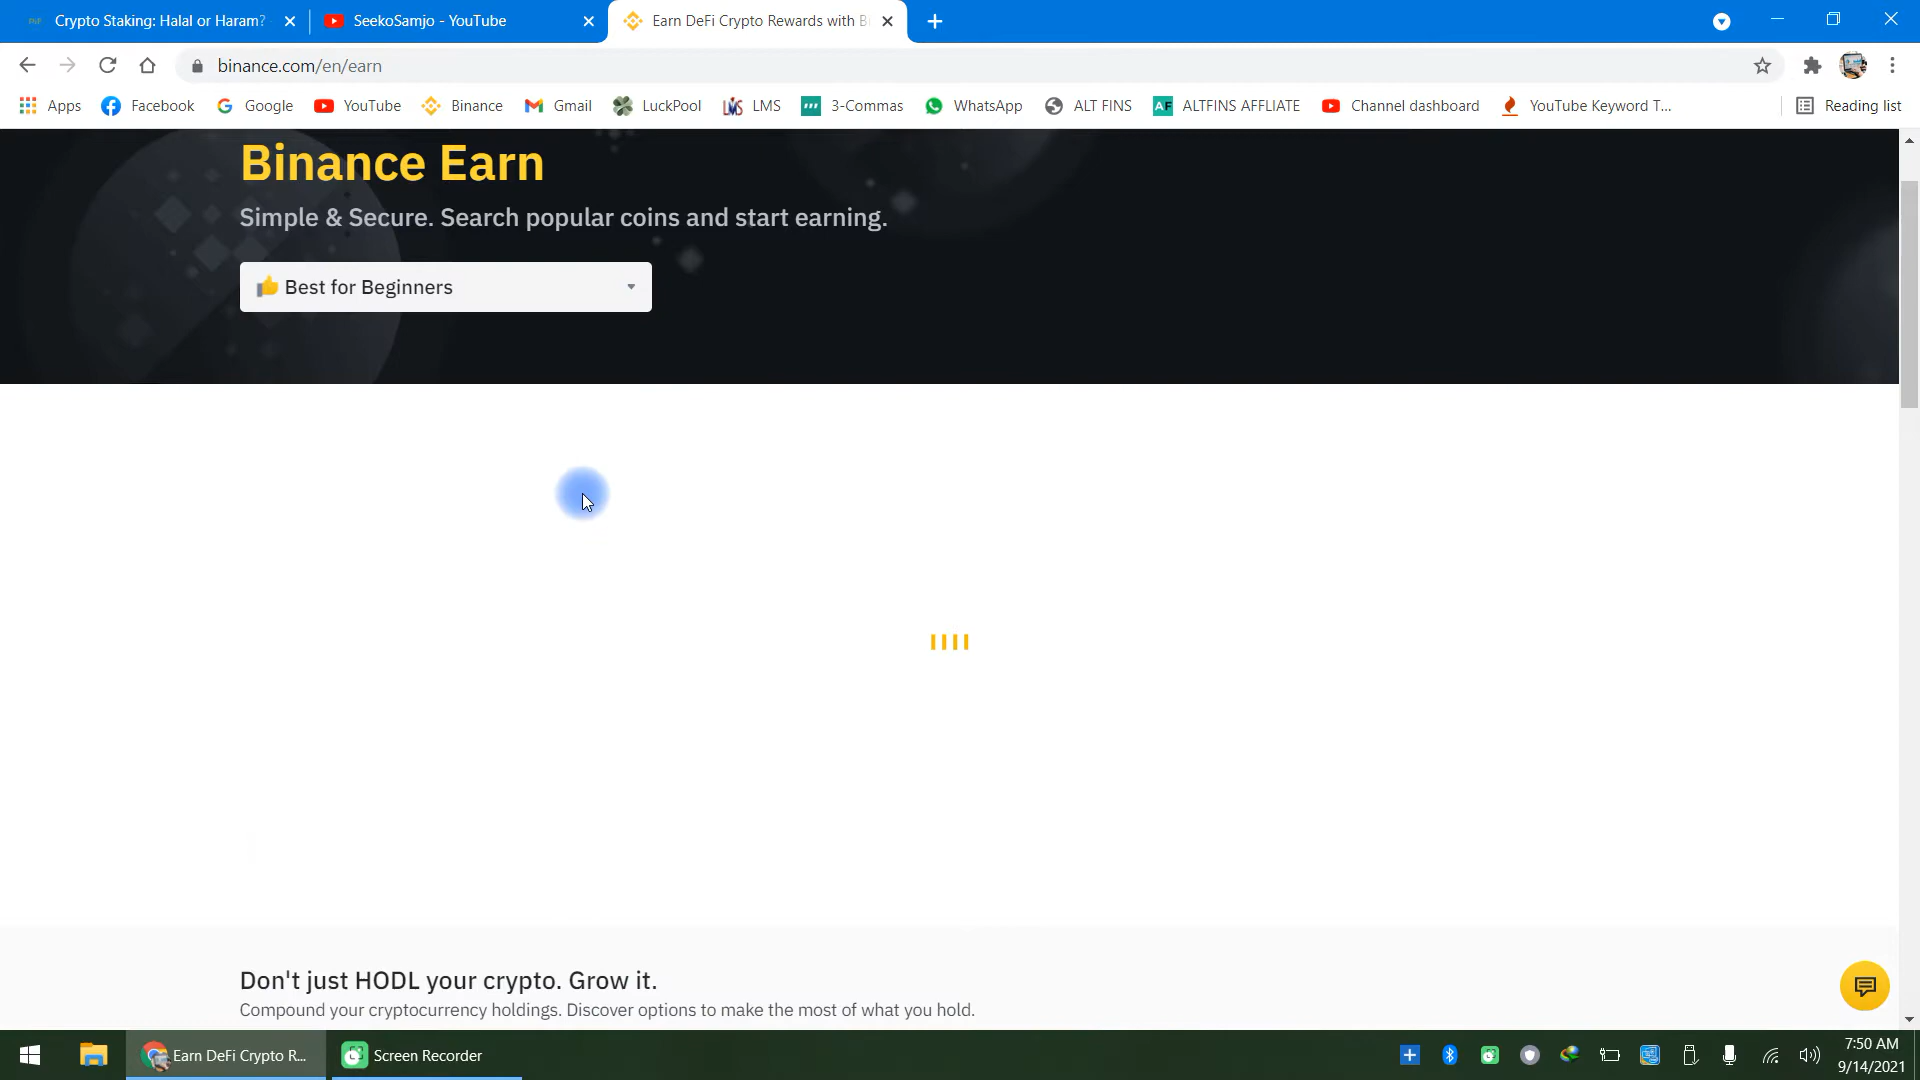 Crypto Staking: Halal or Haram?
SeekoSamjo - YouTube
Earn DeFi Crypto Rewards with B
binance.com/en/earn
Apps
Facebook
Google
YouTube
Binance
Gmail
LuckPool
LMS
3-Commas
WhatsApp
ALT FINS
ALTFINS AFFLIATE
Channel dashboard
YouTube Keyword T...
Reading list
Binance Earn
Simple & Secure. Search popular coins and start earning.
Best for Beginners
Don't just HODL your crypto. Grow it.
Compound your cryptocurrency holdings. Discover options to make the most of what you hold.
Earn DeFi Crypto R...
Screen Recorder
7:50 AM
9/14/2021